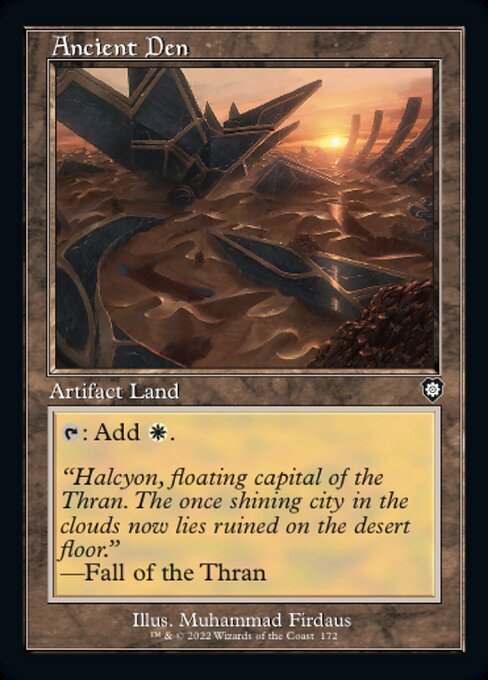 Ancient Den
Artifact Land
: Add .
“Halcyon, floating capital of the
Thran. The once shining city in the
clouds now lies ruined on the desert
floor.”
—Fall of the Thran
Illus. Muhammad Firdaus
™ & © 2022 Wizards of the Coast 172